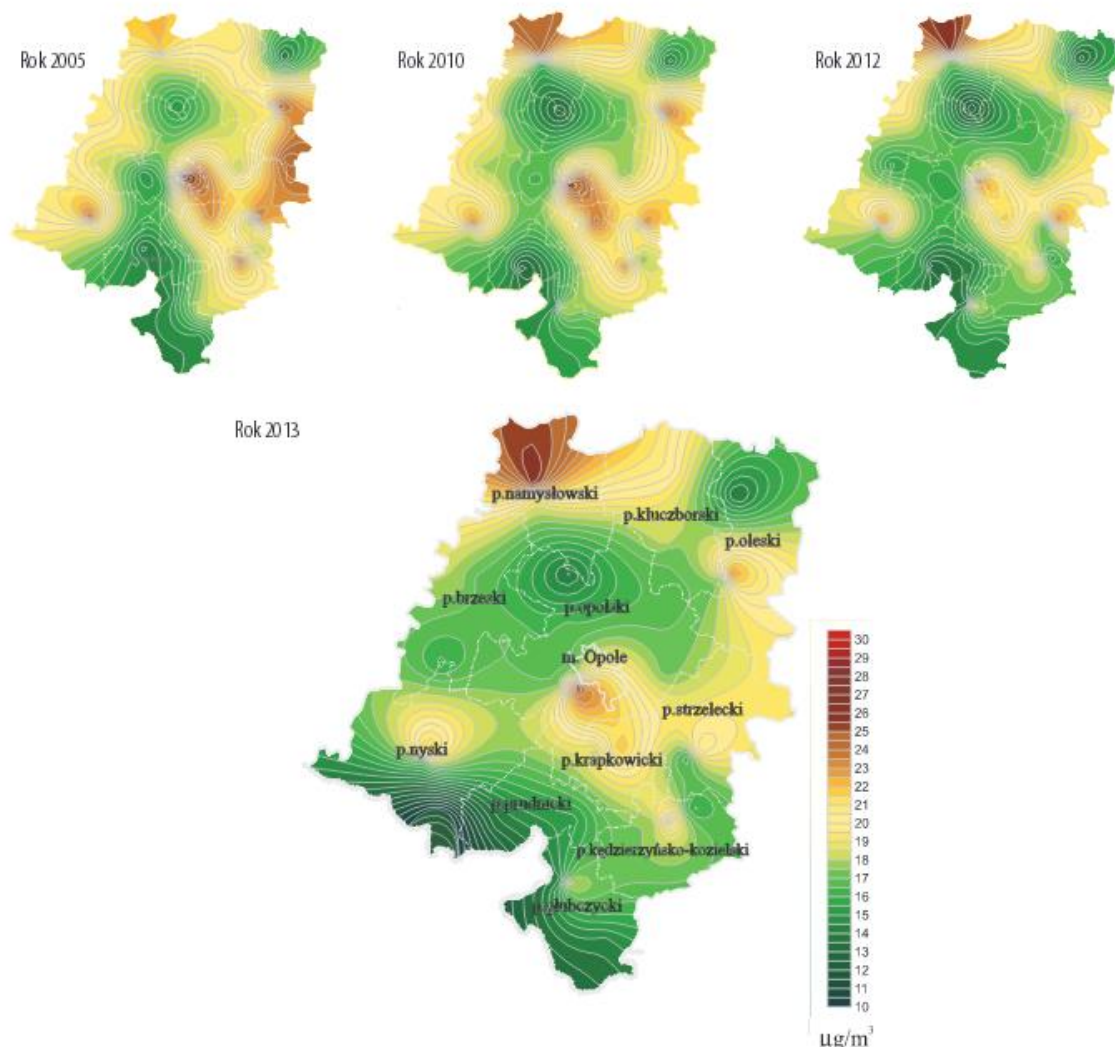 Rok 2005
Rok 2010
Rok 2012
Rok 2013
p.namysłowski
p.kluczborski
p.oleski
p.brzeski
p.opolski
m. Opole
p.strzelecki
p.nyski
p.krapkowicki
p.prudnicki
p.kędzierzyńsko-kozielski
p.głubczycki
30
29
28
27
26
25
24
23
22
21
20
19
18
17
16
15
14
13
12
11
10
µg/m³